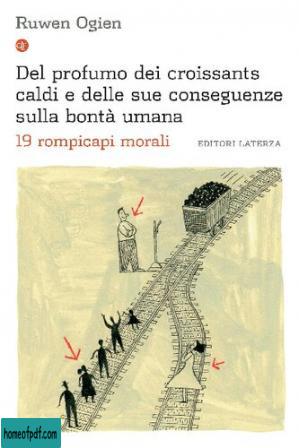 Ruwen Ogien
Del profumo dei croissants
caldi e delle sue conseguenze
sulla bontà umana
19 rompicapi morali
EDITORI LATERZA
homeofpdf.com